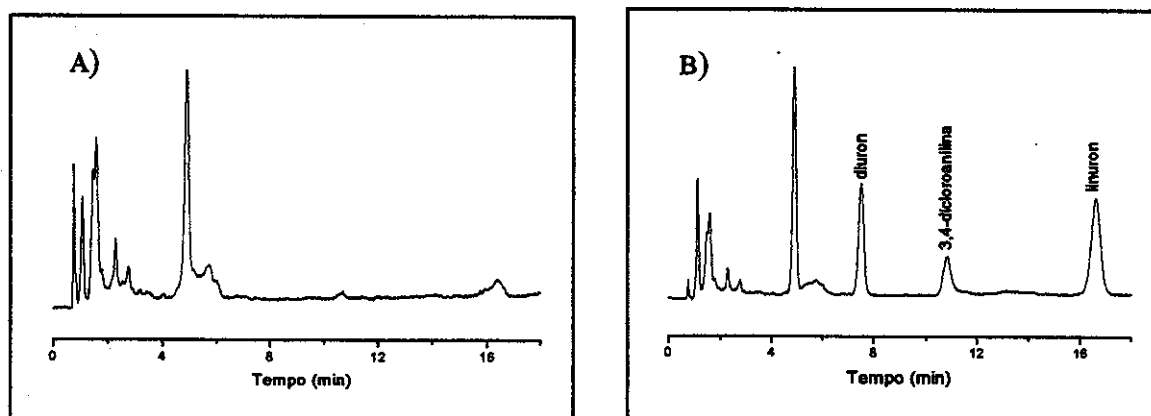 A)
0 4 8 12 16
Tempo (min)
B)
diuron
3,4-dicloroanilina
linuron
0 4 8 12 16
Tempo (min)